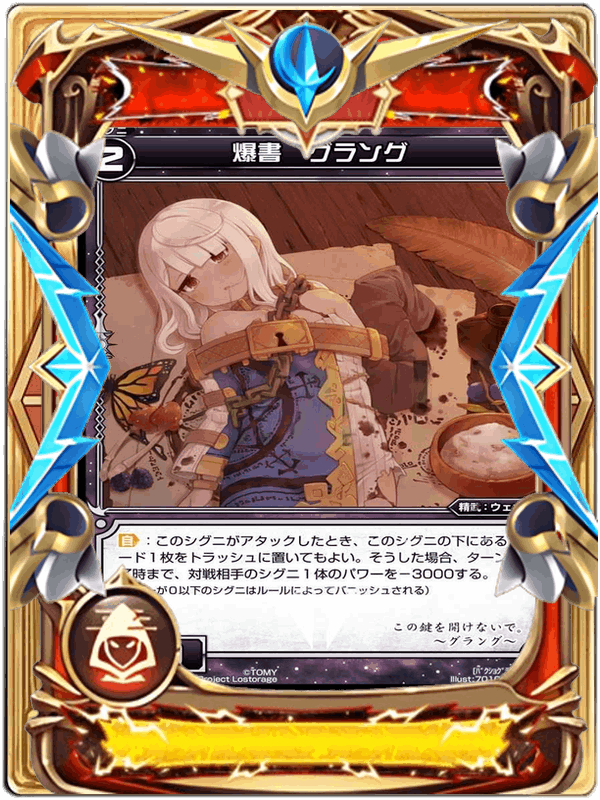 2
爆書　グラング
精武：ウェ
自：このシグニがアタックしたとき、このシグニの下にある
ード１枚をトラッシュに置いてもよい。そうした場合、ターン
時まで、対戦相手のシグニ１体のパワーを－3000する。
が０以下のシグニはルールによってバニッシュされる）
この鍵を開けないで。
～グラング～
©TOMY
Project Lostorage
Illust:7010